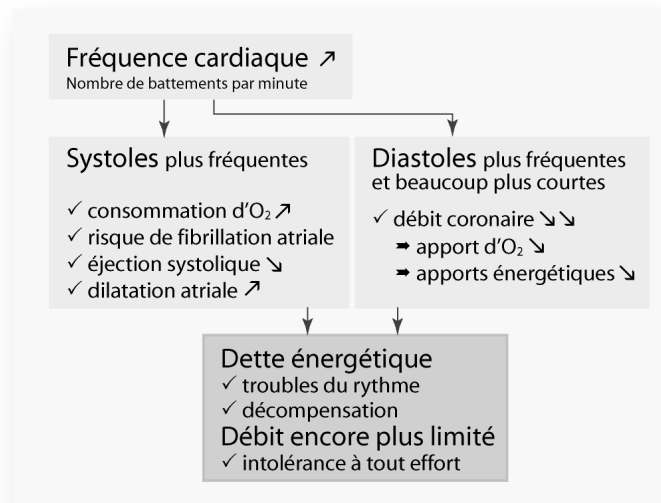 Fréquence cardiaque ↗
Nombre de battements par minute
Systoles plus fréquentes
✓ consommation d'O₂ ↗
✓ risque de fibrillation atriale
✓ éjection systolique ↘
✓ dilatation atriale ↗
Diastoles plus fréquentes
et beaucoup plus courtes
✓ débit coronaire ↘ ↘
➡ apport d'O₂ ↘
➡ apports énergétiques ↘
Dette énergétique
✓ troubles du rythme
✓ décompensation
Débit encore plus limité
✓ intolérance à tout effort